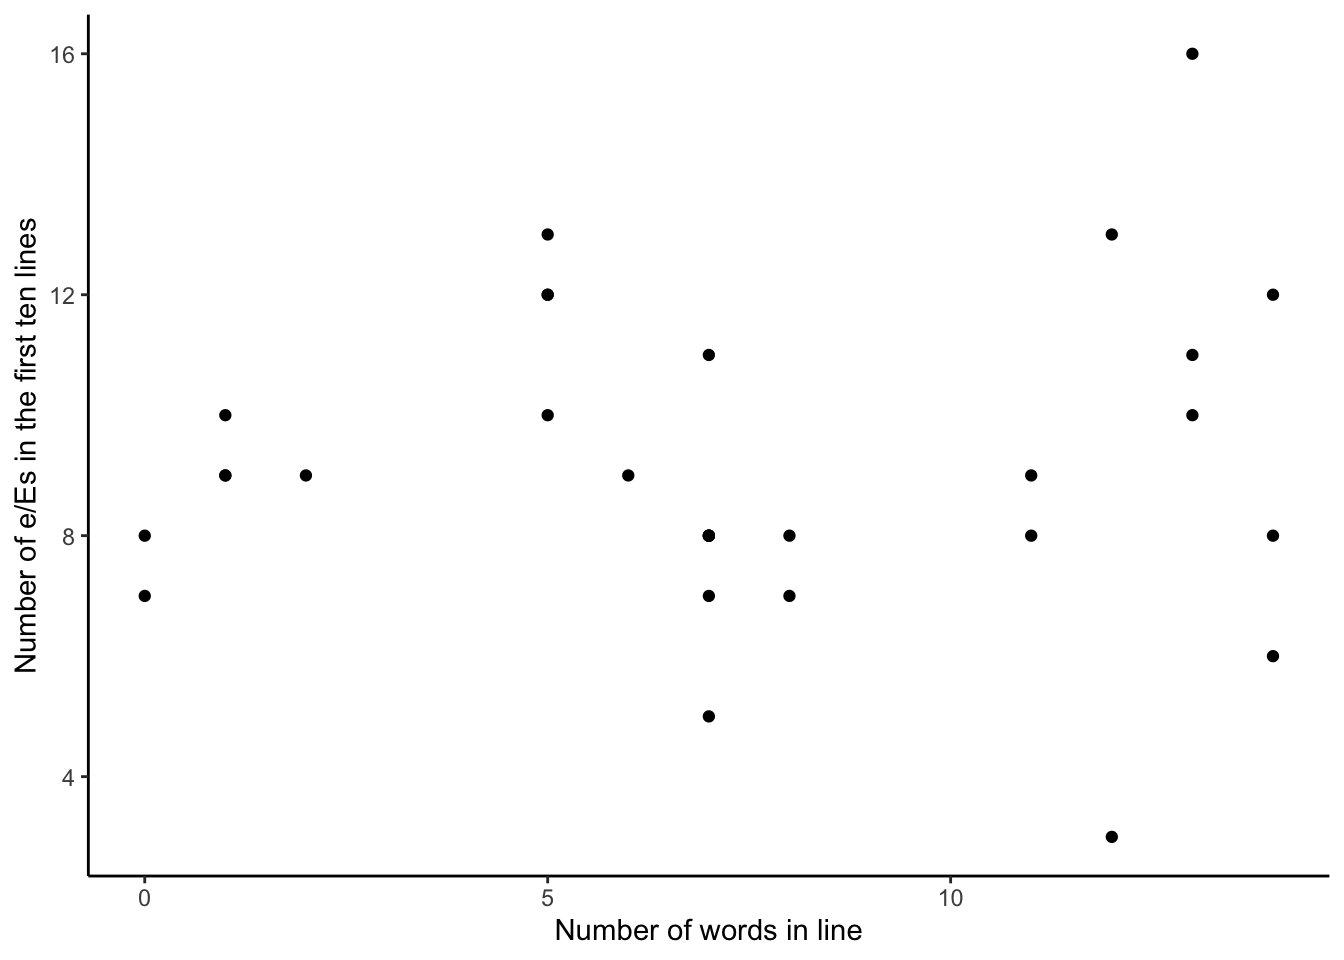 Number of e/Es in the first ten lines
16
12
8
4
0 5 10
Number of words in line